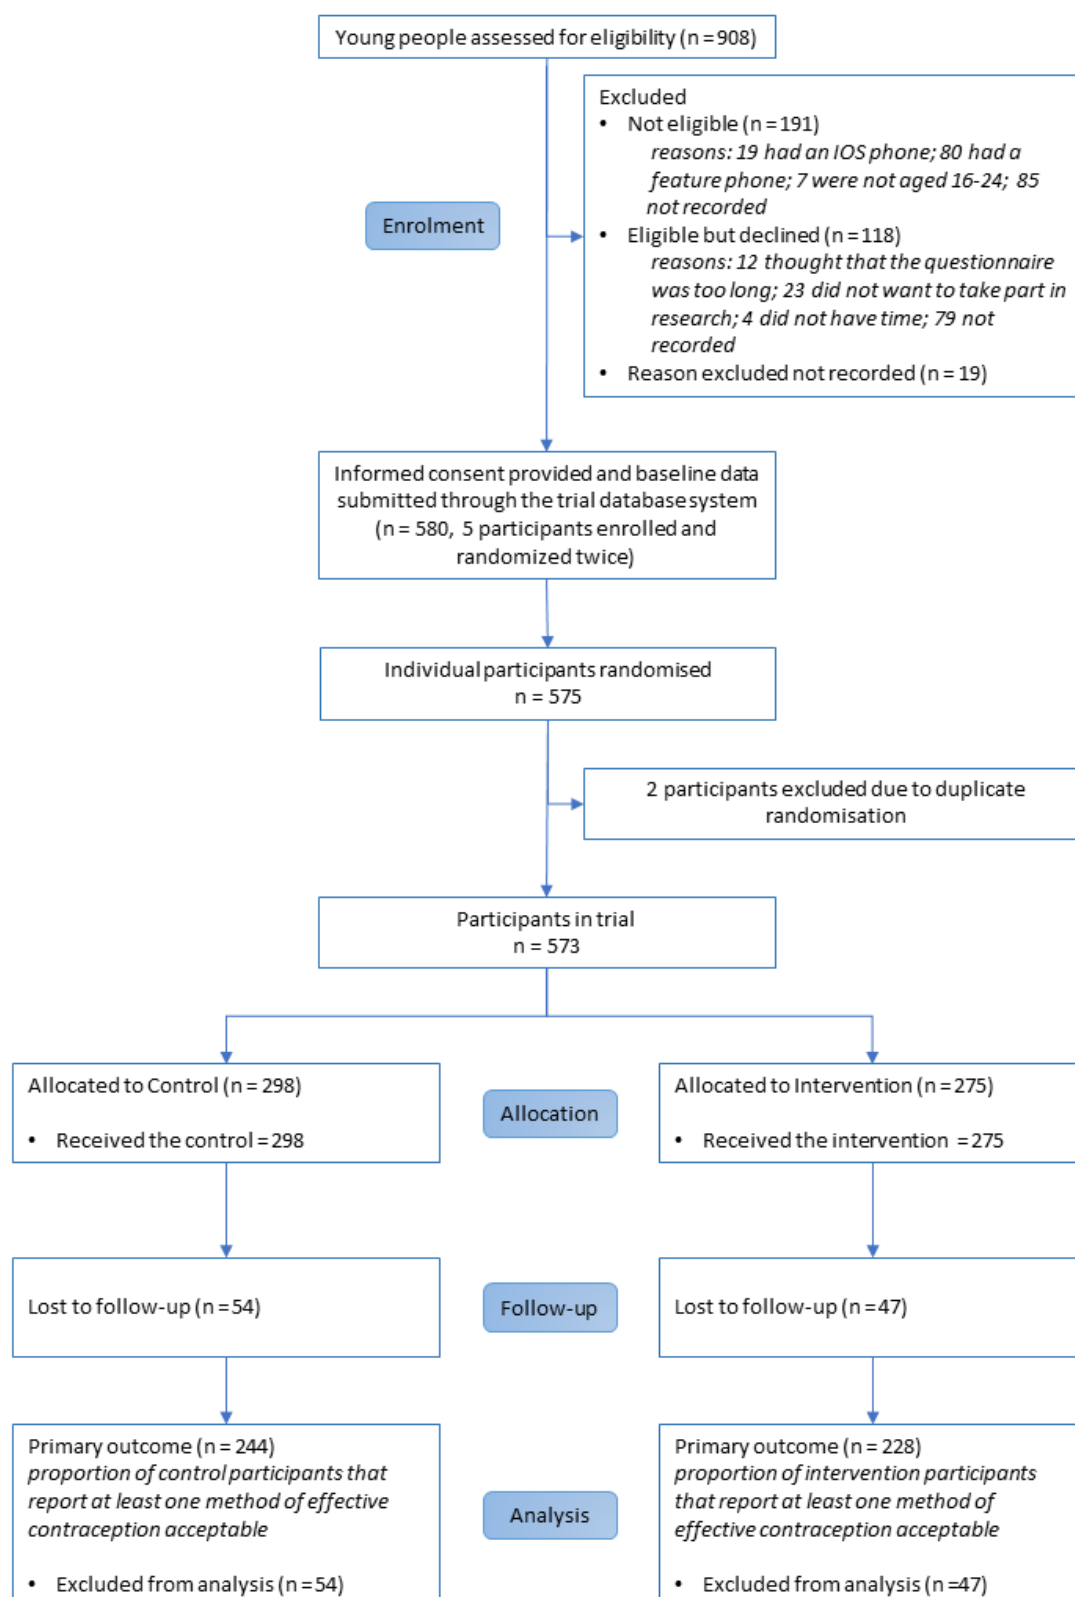 Young people assessed for eligibility (n = 908)
Excluded
• Not eligible (n = 191)
reasons: 19 had an IOS phone; 80 had a
feature phone; 7 were not aged 16-24; 85
not recorded
• Eligible but declined (n = 118)
reasons: 12 thought that the questionnaire
was too long; 23 did not want to take part in
research; 4 did not have time; 79 not
recorded
• Reason excluded not recorded (n = 19)
Enrolment
Informed consent provided and baseline data
submitted through the trial database system
(n = 580, 5 participants enrolled and
randomized twice)
Individual participants randomised
n = 575
2 participants excluded due to duplicate
randomisation
Participants in trial
n = 573
Allocated to Control (n = 298)
• Received the control = 298
Allocation
Allocated to Intervention (n = 275)
• Received the intervention = 275
Lost to follow-up (n = 54)
Follow-up
Lost to follow-up (n = 47)
Primary outcome (n = 244)
proportion of control participants that
report at least one method of effective
contraception acceptable
• Excluded from analysis (n = 54)
Analysis
Primary outcome (n = 228)
proportion of intervention participants
that report at least one method of
effective contraception acceptable
• Excluded from analysis (n =47)